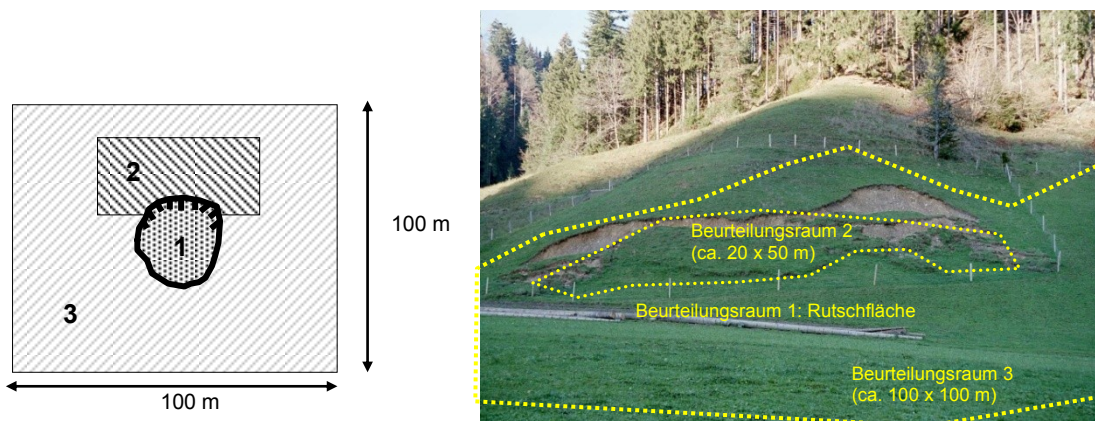 2
1
3
100 m
100 m
Beurteilungsraum 2
(ca. 20 x 50 m)
Beurteilungsraum 1: Rutschfläche
Beurteilungsraum 3
(ca. 100 x 100 m)